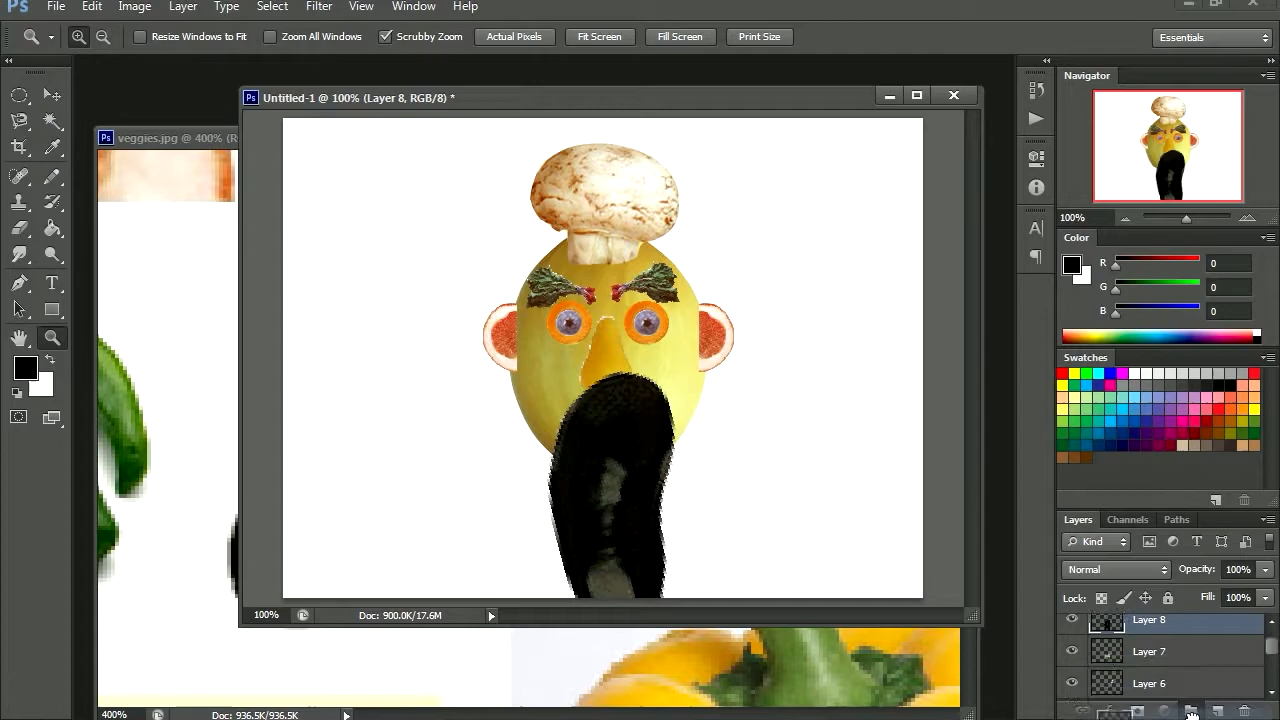 Ps File Edit Image Layer Type Select Filter View Window Help
Resize Windows to Fit Zoom All Windows Scrubby Zoom Actual Pixels Fit Screen Fill Screen Print Size Essentials
Navigator
Ps Untitled-1 @ 100% (Layer 8, RGB/8) *
Ps veggies.jpg @ 400% (R
100%
Color
R 0
G 0
B 0
Swatches
Layers Channels Paths
Kind
Normal Opacity: 100%
Lock: Fill: 100%
100% Doc: 900.0K/17.6M
Layer 8
Layer 7
Layer 6
400% Doc: 936.5K/936.5K